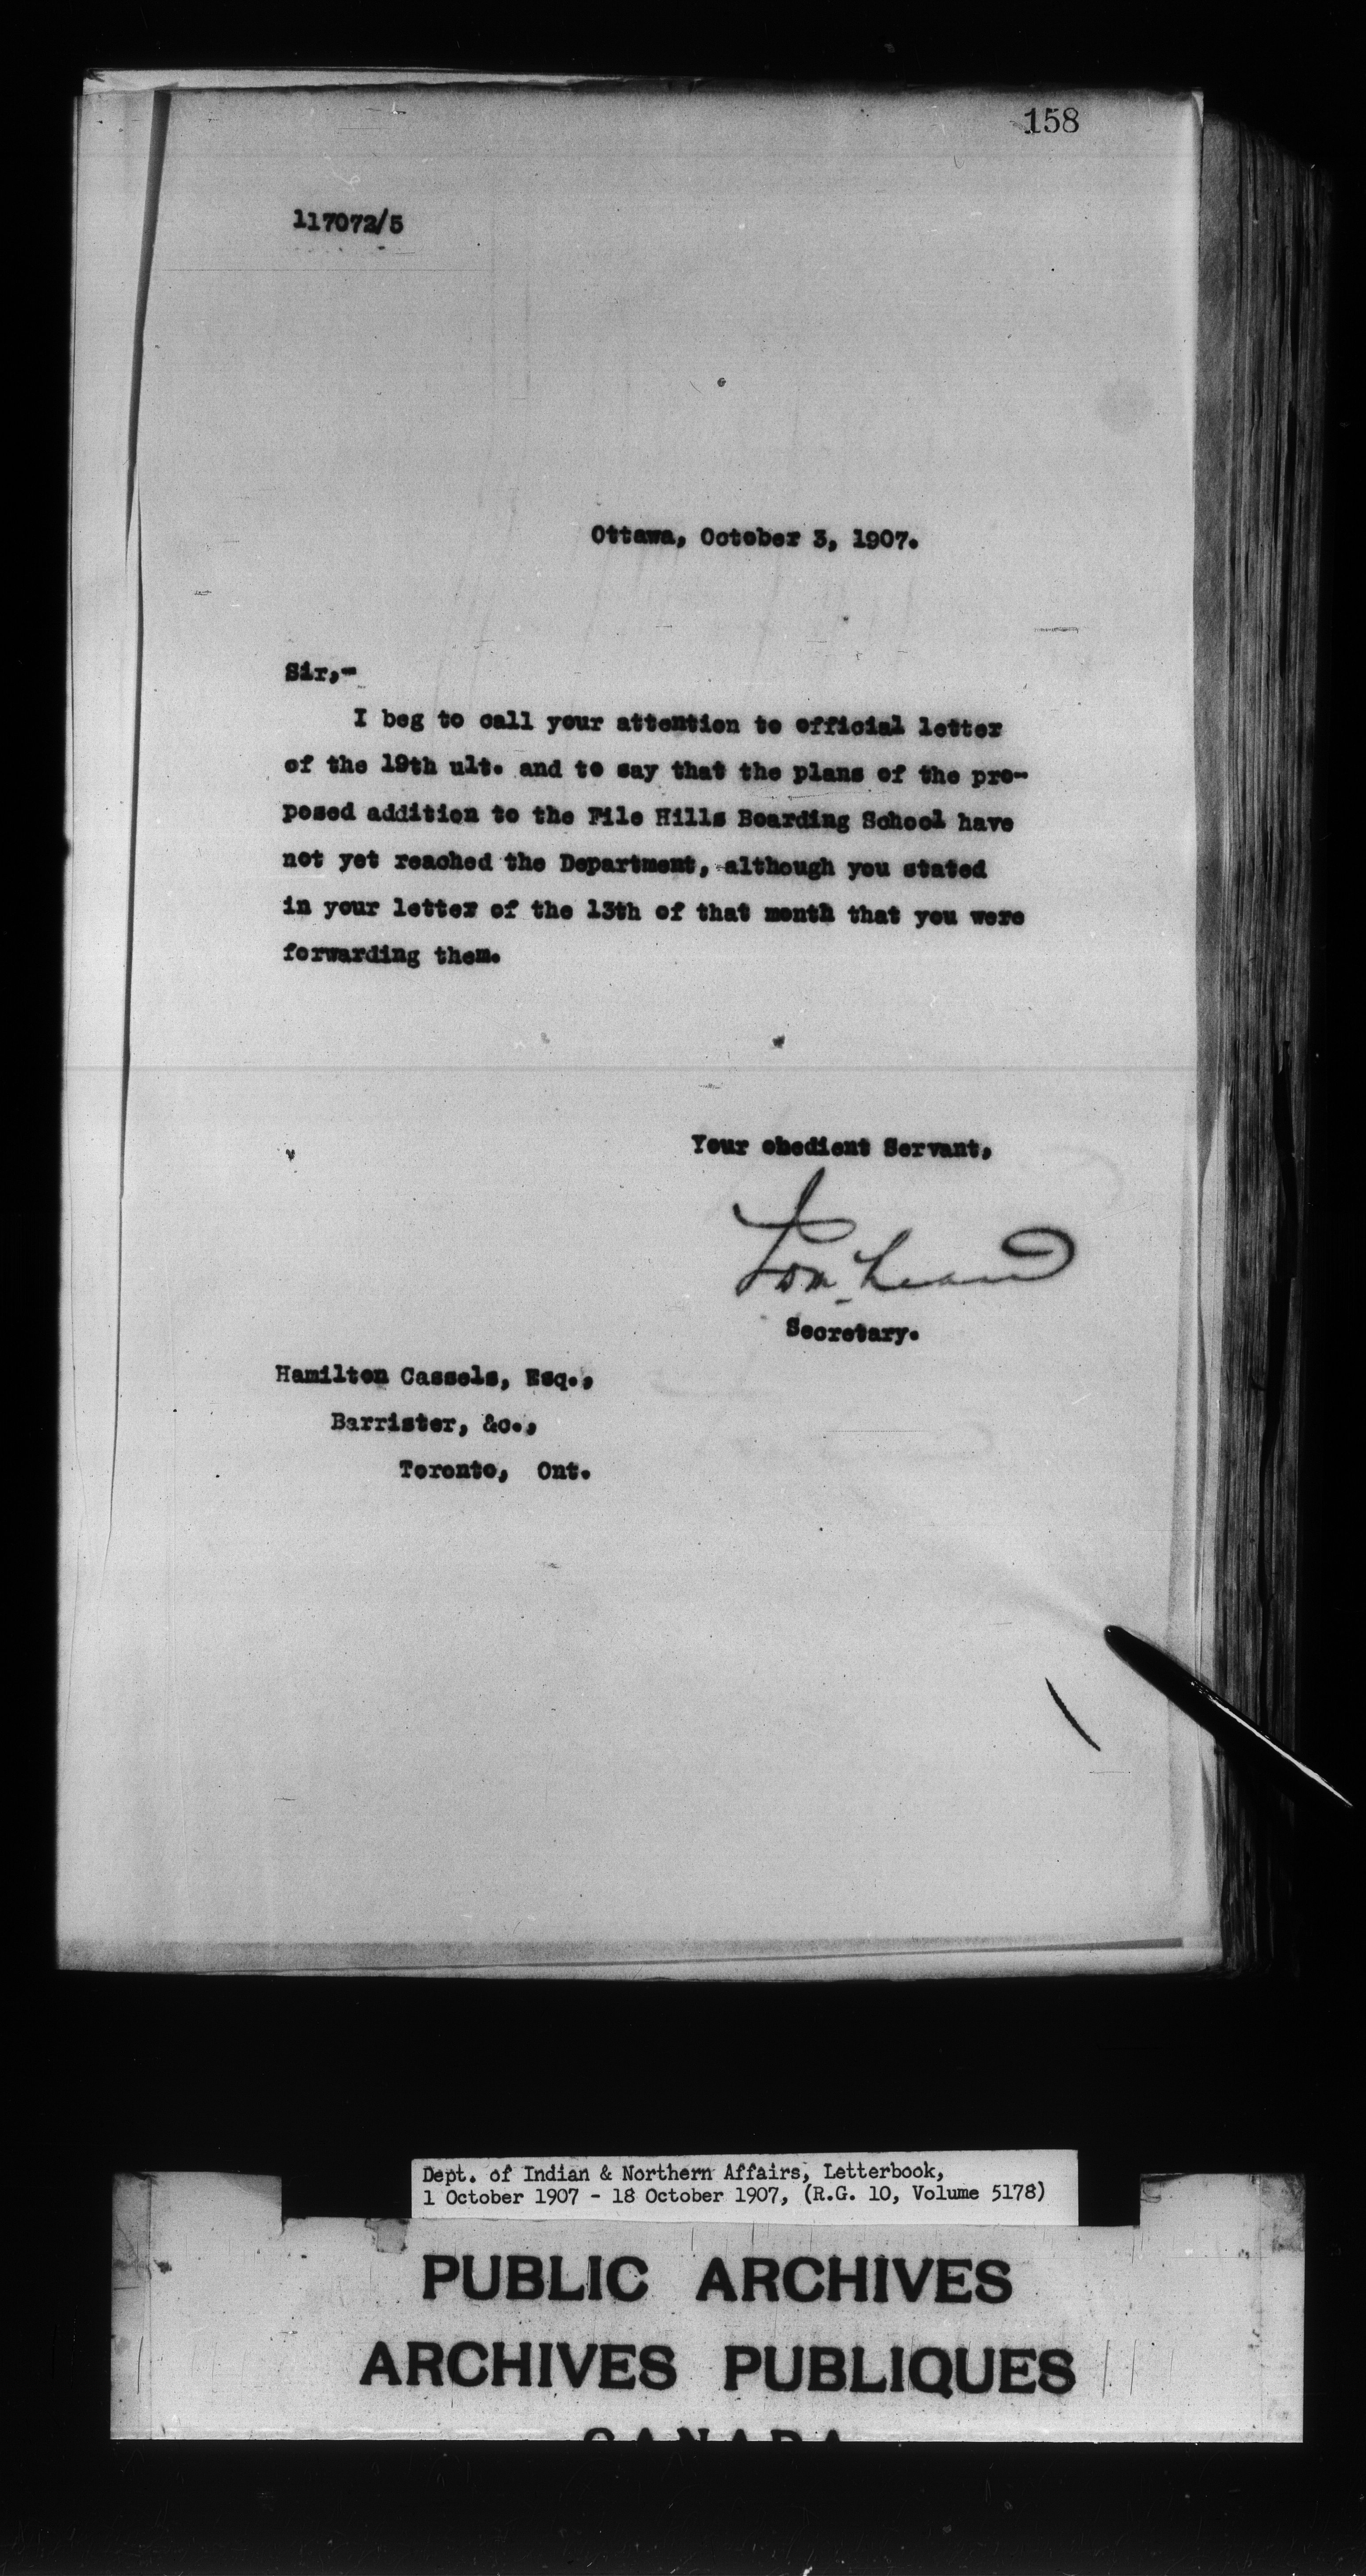 158
117072/5
Ottawa, October 3, 1907.
Sir,-
I beg to call your attention to official letter
of the 19th ult. and to say that the plans of the pro-
posed addition to the File Hills Boarding School have
not yet reached the Department, although you stated
in your letter of the 13th of that month that you were
forwarding them.
Your obedient Servant,
Secretary.
Hamilton Cassels, Esq.,
Barrister, &c.,
Toronto, Ont.
Dept. of Indian & Northern Affairs, Letterbook,
1 October 1907 - 18 October 1907, (R.G. 10, Volume 5178)
PUBLIC ARCHIVES
ARCHIVES PUBLIQUES
CANADA